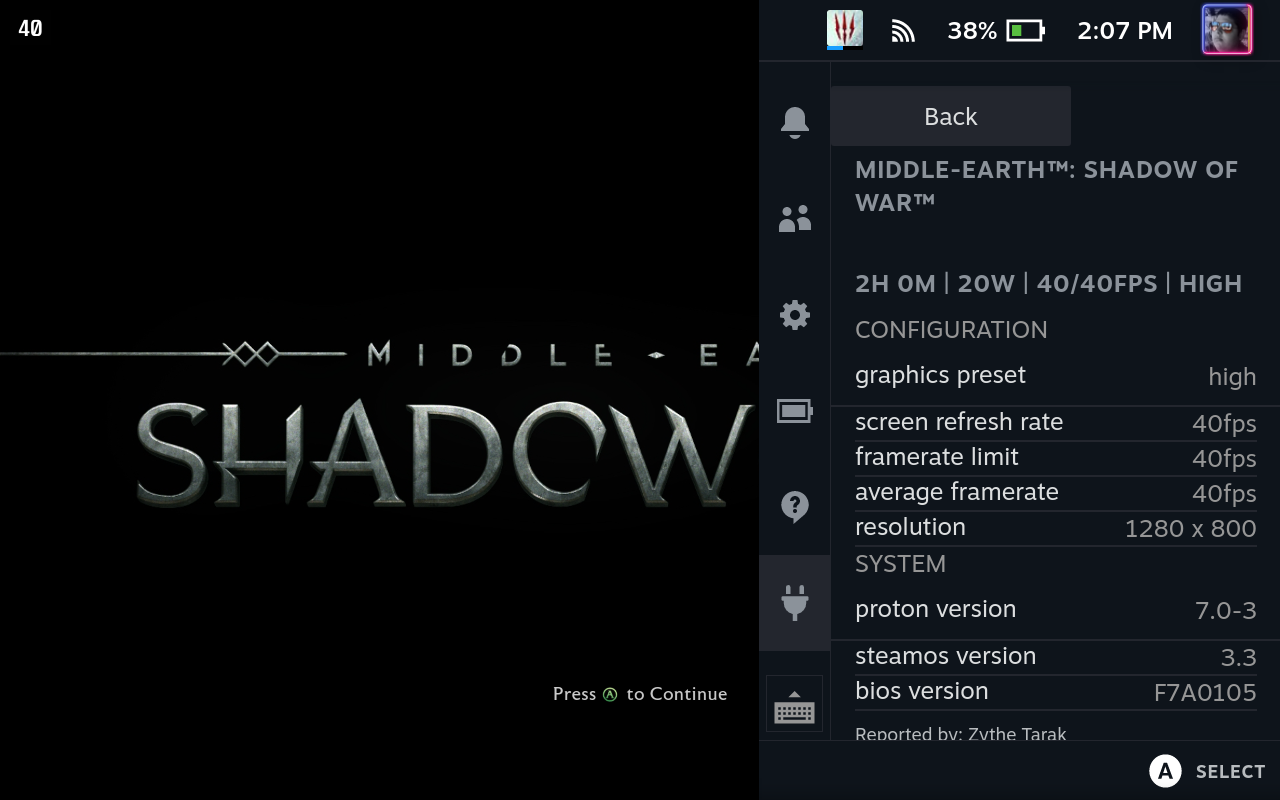 40
38%
2:07 PM
Back
MIDDLE-EARTH™: SHADOW OF
WAR™
2H 0M | 20W | 40/40FPS | HIGH
CONFIGURATION
graphics preset high
screen refresh rate 40fps
framerate limit 40fps
average framerate 40fps
resolution 1280 x 800
SYSTEM
proton version 7.0-3
steamos version 3.3
bios version F7A0105
Reported by: Zythe Tarak
A SELECT
MIDDLE EA
SHADOW
Press A to Continue